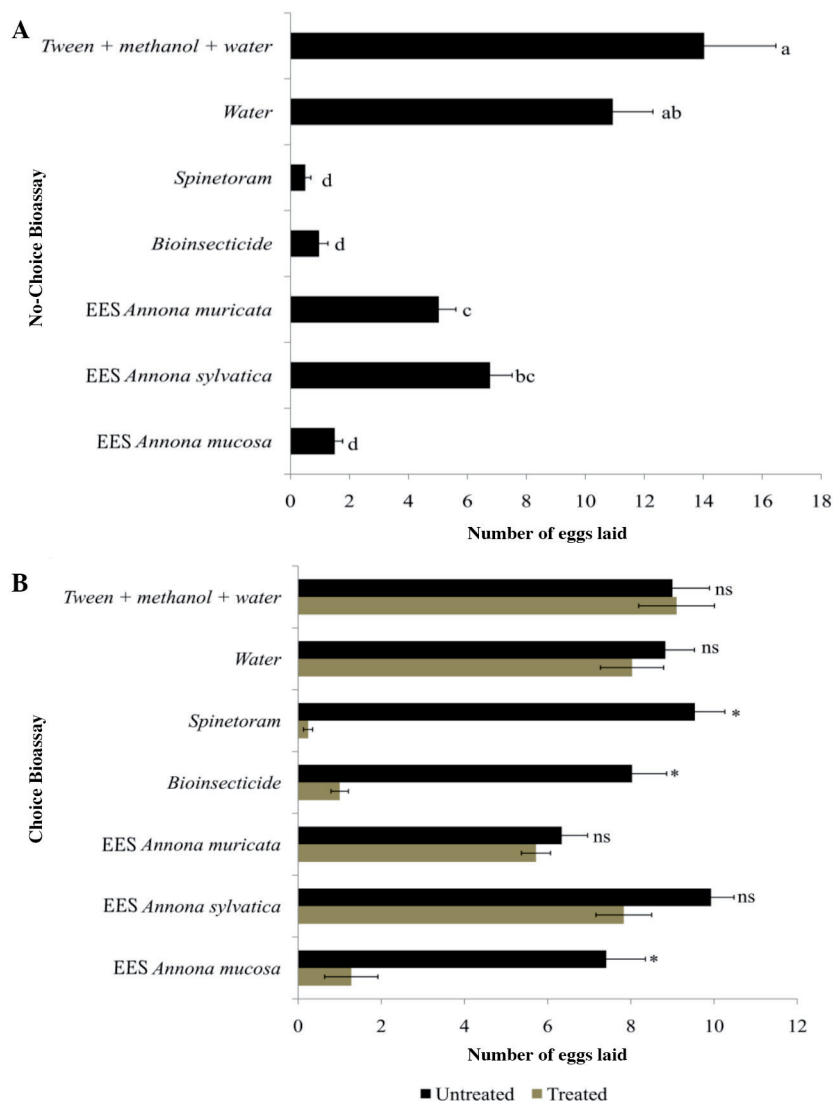 A
No-Choice Bioassay
Tween + methanol + water
a
Water
ab
Spinetoram
d
Bioinsecticide
d
EES Annona muricata
c
EES Annona sylvatica
bc
EES Annona mucosa
d
0 2 4 6 8 10 12 14 16 18
Number of eggs laid
B
Choice Bioassay
Tween + methanol + water
ns
Water
ns
Spinetoram
*
Bioinsecticide
*
EES Annona muricata
ns
EES Annona sylvatica
ns
EES Annona mucosa
*
0 2 4 6 8 10 12
Number of eggs laid
Untreated Treated